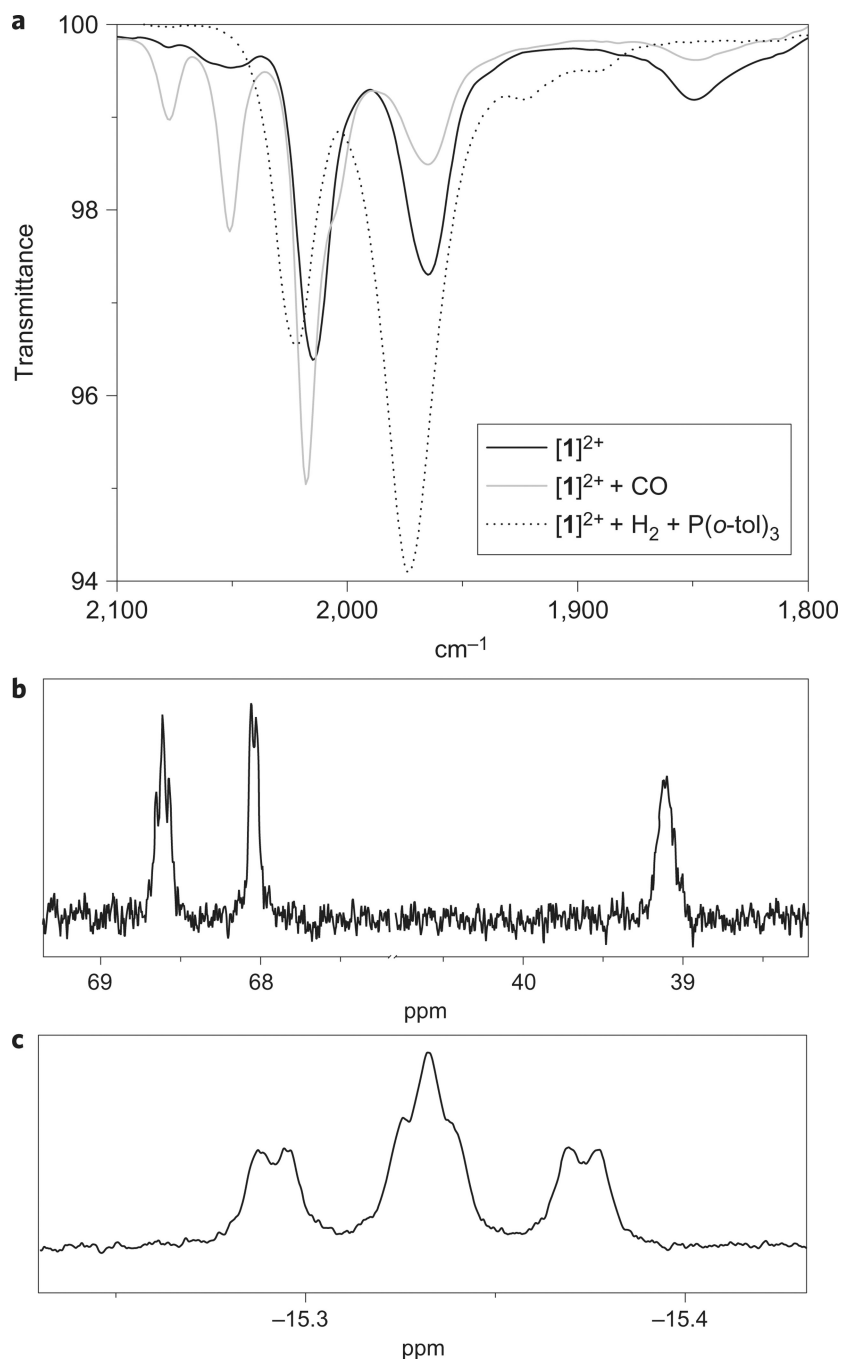 a
100
98
96
94
Transmittance
[1]²⁺
[1]²⁺ + CO
[1]²⁺ + H₂ + P(o-tol)₃
2,100 2,000 1,900 1,800
cm⁻¹
b
69 68 40 39
ppm
c
−15.3 −15.4
ppm